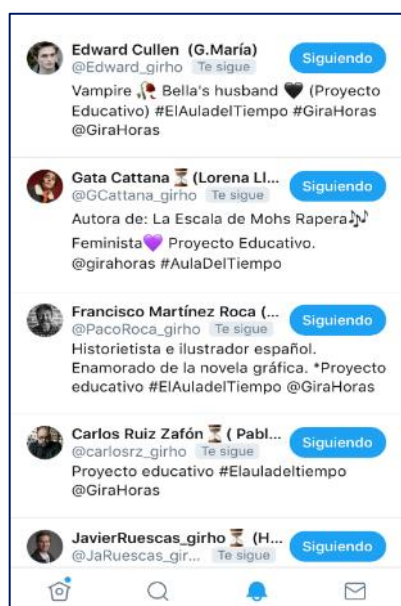 Edward Cullen (G.María)
Siguiendo
@Edward_girho Te sigue
Vampire 🥀 Bella's husband 🖤 (Proyecto
Educativo) #ElAuladelTiempo #GiraHoras
@GiraHoras
Gata Cattana ⏳ (Lorena Ll...
Siguiendo
@GCattana_girho Te sigue
Autora de: La Escala de Mohs Rapera🎶
Feminista💜 Proyecto Educativo.
@girahoras #AulaDelTiempo
Francisco Martínez Roca (...
Siguiendo
@PacoRoca_girho Te sigue
Historietista e ilustrador español.
Enamorado de la novela gráfica. *Proyecto
educativo #ElAuladelTiempo @GiraHoras
Carlos Ruiz Zafón ⏳ ( Pabl...
Siguiendo
@carlosrz_girho Te sigue
Proyecto educativo #Elauladeltiempo
@GiraHoras
JavierRuescas_girho ⏳ (H...
Siguiendo
@JaRuescas_gir... Te sigue